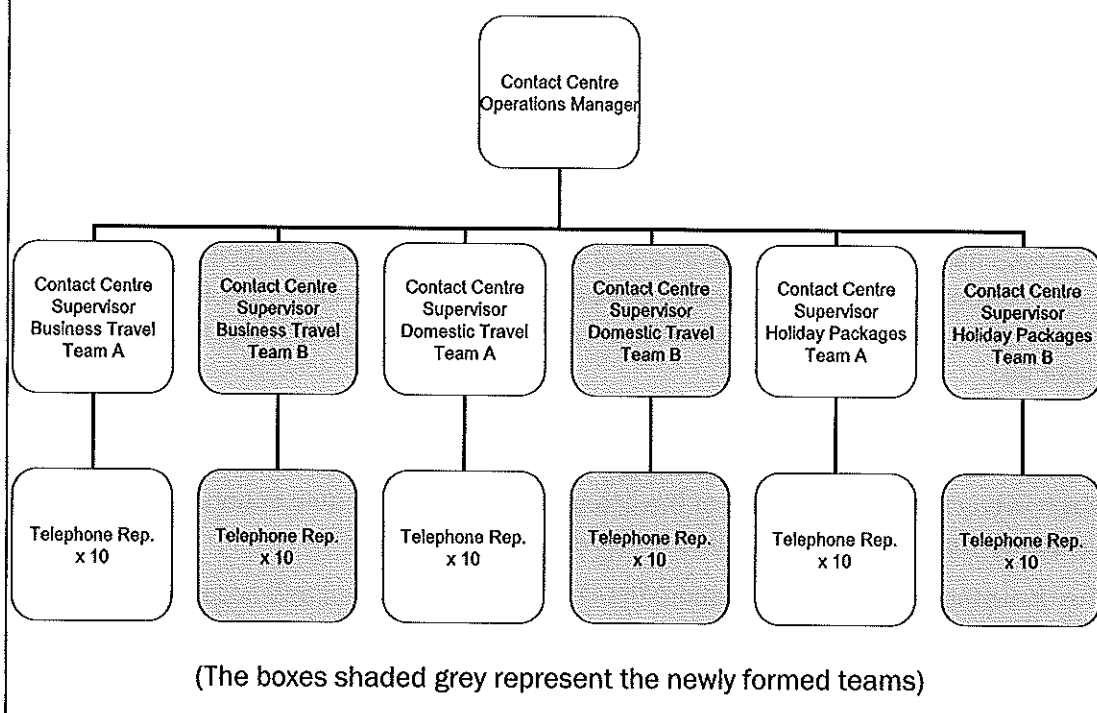 Contact Centre
Operations Manager
Contact Centre
Supervisor
Business Travel
Team A
Contact Centre
Supervisor
Business Travel
Team B
Contact Centre
Supervisor
Domestic Travel
Team A
Contact Centre
Supervisor
Domestic Travel
Team B
Contact Centre
Supervisor
Holiday Packages
Team A
Contact Centre
Supervisor
Holiday Packages
Team B
Telephone Rep.
x 10
Telephone Rep.
x 10
Telephone Rep.
x 10
Telephone Rep.
x 10
Telephone Rep.
x 10
Telephone Rep.
x 10
(The boxes shaded grey represent the newly formed teams)